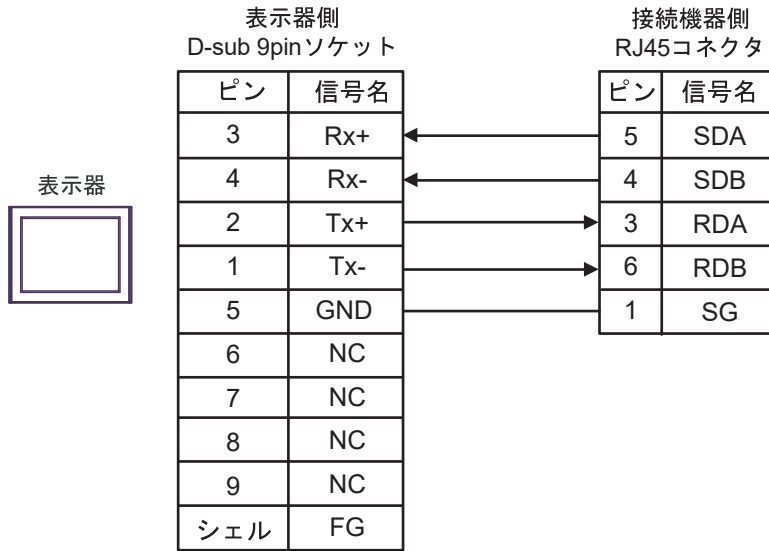 表示器側
D-sub 9pinソケット
接続機器側
RJ45コネクタ
表示器
ピン 信号名 ピン 信号名
3 Rx+ 5 SDA
4 Rx- 4 SDB
2 Tx+ 3 RDA
1 Tx- 6 RDB
5 GND 1 SG
6 NC
7 NC
8 NC
9 NC
シェル FG